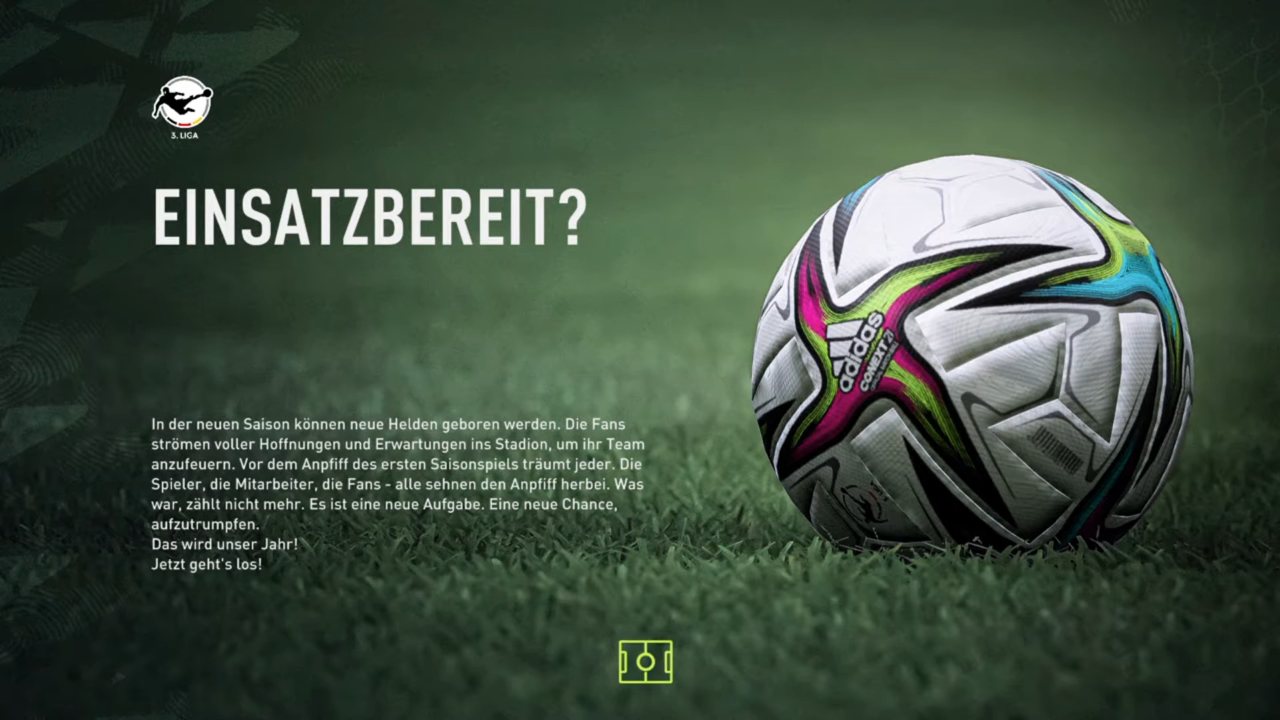 3. LIGA
EINSATZBEREIT?
In der neuen Saison können neue Helden geboren werden. Die Fans
strömen voller Hoffnungen und Erwartungen ins Stadion, um ihr Team
anzufeuern. Vor dem Anpfiff des ersten Saisonspiels träumt jeder. Die
Spieler, die Mitarbeiter, die Fans - alle sehnen den Anpfiff herbei. Was
war, zählt nicht mehr. Es ist eine neue Aufgabe. Eine neue Chance,
aufzutrumpfen.
Das wird unser Jahr!
Jetzt geht's los!
adidas
CONEXT 21